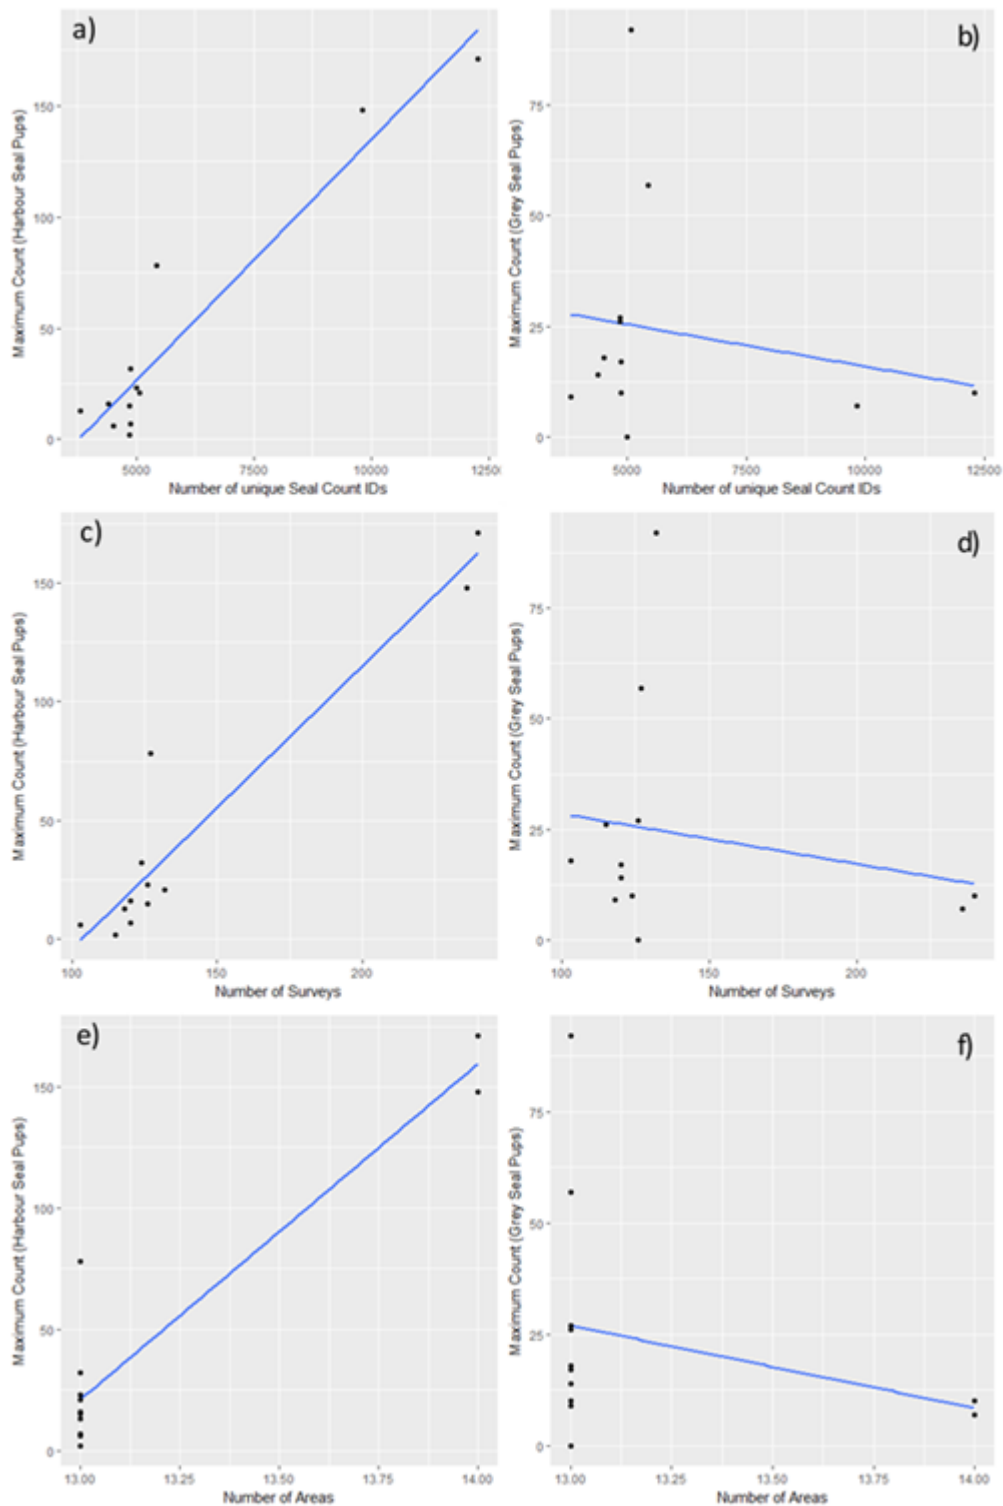 a)
Maximum Count (Harbour Seal Pups)
150
100
50
0
5000 7500 10000 1250
Number of unique Seal Count IDs
b)
Maximum Count (Grey Seal Pups)
75
50
25
0
5000 7500 10000 12500
Number of unique Seal Count IDs
c)
Maximum Count (Harbour Seal Pups)
150
100
50
0
100 150 200
Number of Surveys
d)
Maximum Count (Grey Seal Pups)
75
50
25
0
100 150 200
Number of Surveys
e)
Maximum Count (Harbour Seal Pups)
150
100
50
0
13.00 13.25 13.50 13.75 14.00
Number of Areas
f)
Maximum Count (Grey Seal Pups)
75
50
25
0
13.00 13.25 13.50 13.75 14.00
Number of Areas